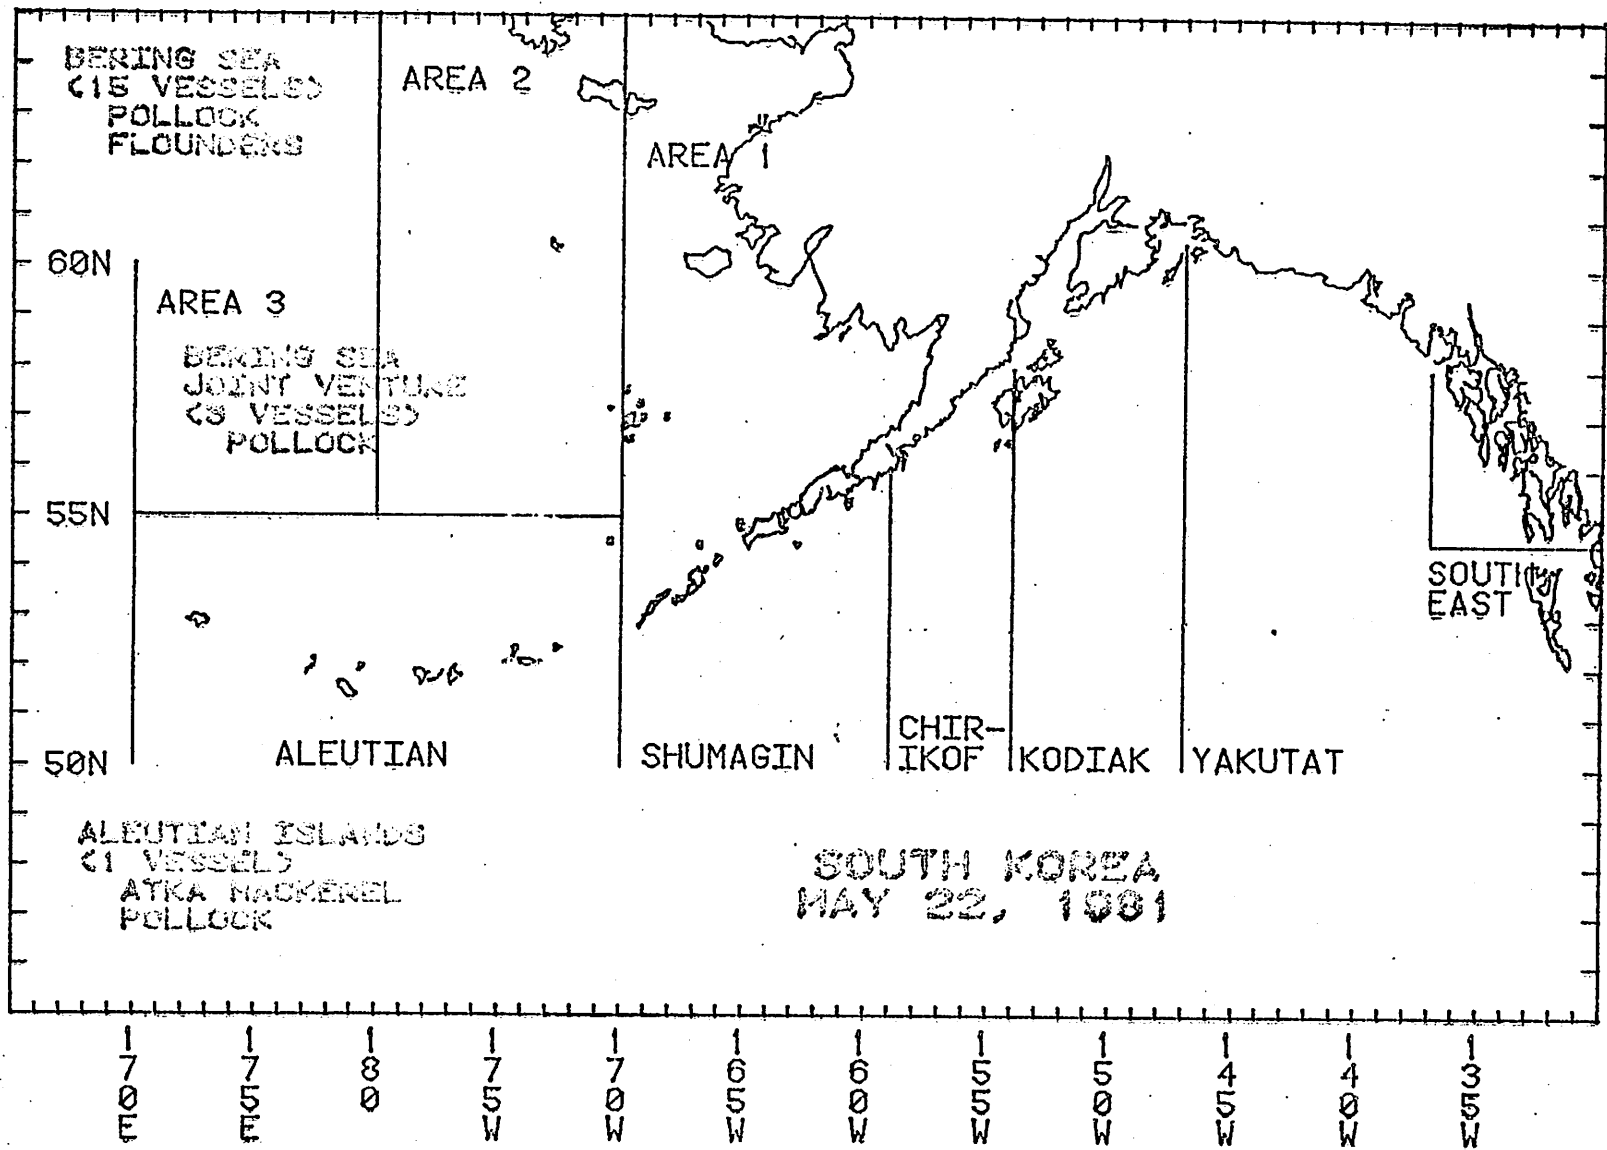 BERING SEA
(15 VESSELS)
POLLOCK
FLOUNDERS
AREA 2
AREA 1
60N
AREA 3
BERING SEA
JOINT VENTURE
VESSELS)
POLLOCK
55N
SOUTH
EAST
50N
ALEUTIAN
SHUMAGIN
CHIR-
IKOF
KODIAK
YAKUTAT
ALEUTIAN ISLANDS
(1 VESSEL)
ATKA MACKEREL
POLLOCK
SOUTH KOREA
MAY 22, 1981
170E
175E
180
175W
170W
165W
160W
155W
150W
145W
140W
135W